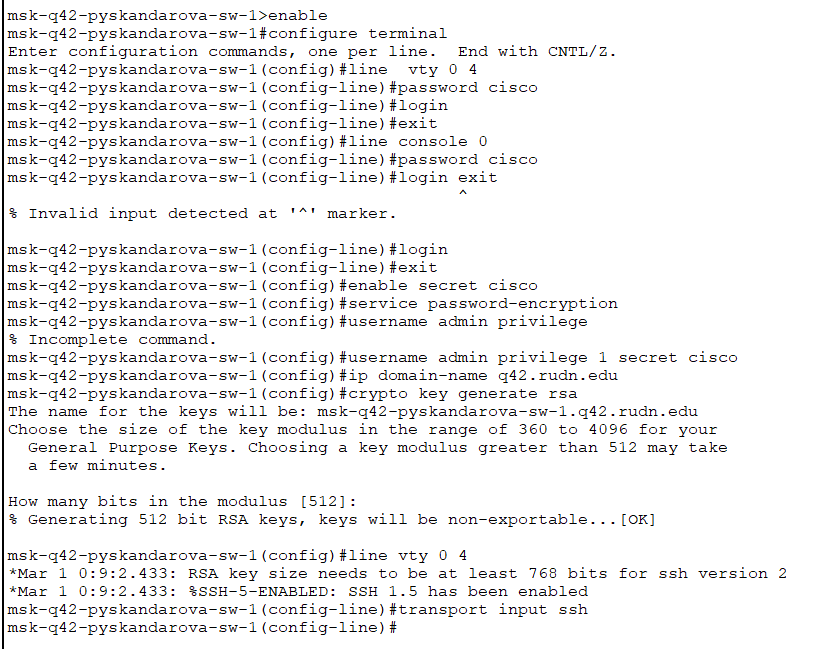 msk-q42-pyskandarova-sw-1>enable
msk-q42-pyskandarova-sw-1#configure terminal
Enter configuration commands, one per line.  End with CNTL/Z.
msk-q42-pyskandarova-sw-1(config)#line  vty 0 4
msk-q42-pyskandarova-sw-1(config-line)#password cisco
msk-q42-pyskandarova-sw-1(config-line)#login
msk-q42-pyskandarova-sw-1(config-line)#exit
msk-q42-pyskandarova-sw-1(config)#line console 0
msk-q42-pyskandarova-sw-1(config-line)#password cisco
msk-q42-pyskandarova-sw-1(config-line)#login exit
^
% Invalid input detected at '^' marker.
msk-q42-pyskandarova-sw-1(config-line)#login
msk-q42-pyskandarova-sw-1(config-line)#exit
msk-q42-pyskandarova-sw-1(config)#enable secret cisco
msk-q42-pyskandarova-sw-1(config)#service password-encryption
msk-q42-pyskandarova-sw-1(config)#username admin privilege
% Incomplete command.
msk-q42-pyskandarova-sw-1(config)#username admin privilege 1 secret cisco
msk-q42-pyskandarova-sw-1(config)#ip domain-name q42.rudn.edu
msk-q42-pyskandarova-sw-1(config)#crypto key generate rsa
The name for the keys will be: msk-q42-pyskandarova-sw-1.q42.rudn.edu
Choose the size of the key modulus in the range of 360 to 4096 for your
General Purpose Keys. Choosing a key modulus greater than 512 may take
a few minutes.
How many bits in the modulus [512]:
% Generating 512 bit RSA keys, keys will be non-exportable...[OK]
msk-q42-pyskandarova-sw-1(config)#line vty 0 4
*Mar 1 0:9:2.433: RSA key size needs to be at least 768 bits for ssh version 2
*Mar 1 0:9:2.433: %SSH-5-ENABLED: SSH 1.5 has been enabled
msk-q42-pyskandarova-sw-1(config-line)#transport input ssh
msk-q42-pyskandarova-sw-1(config-line)#